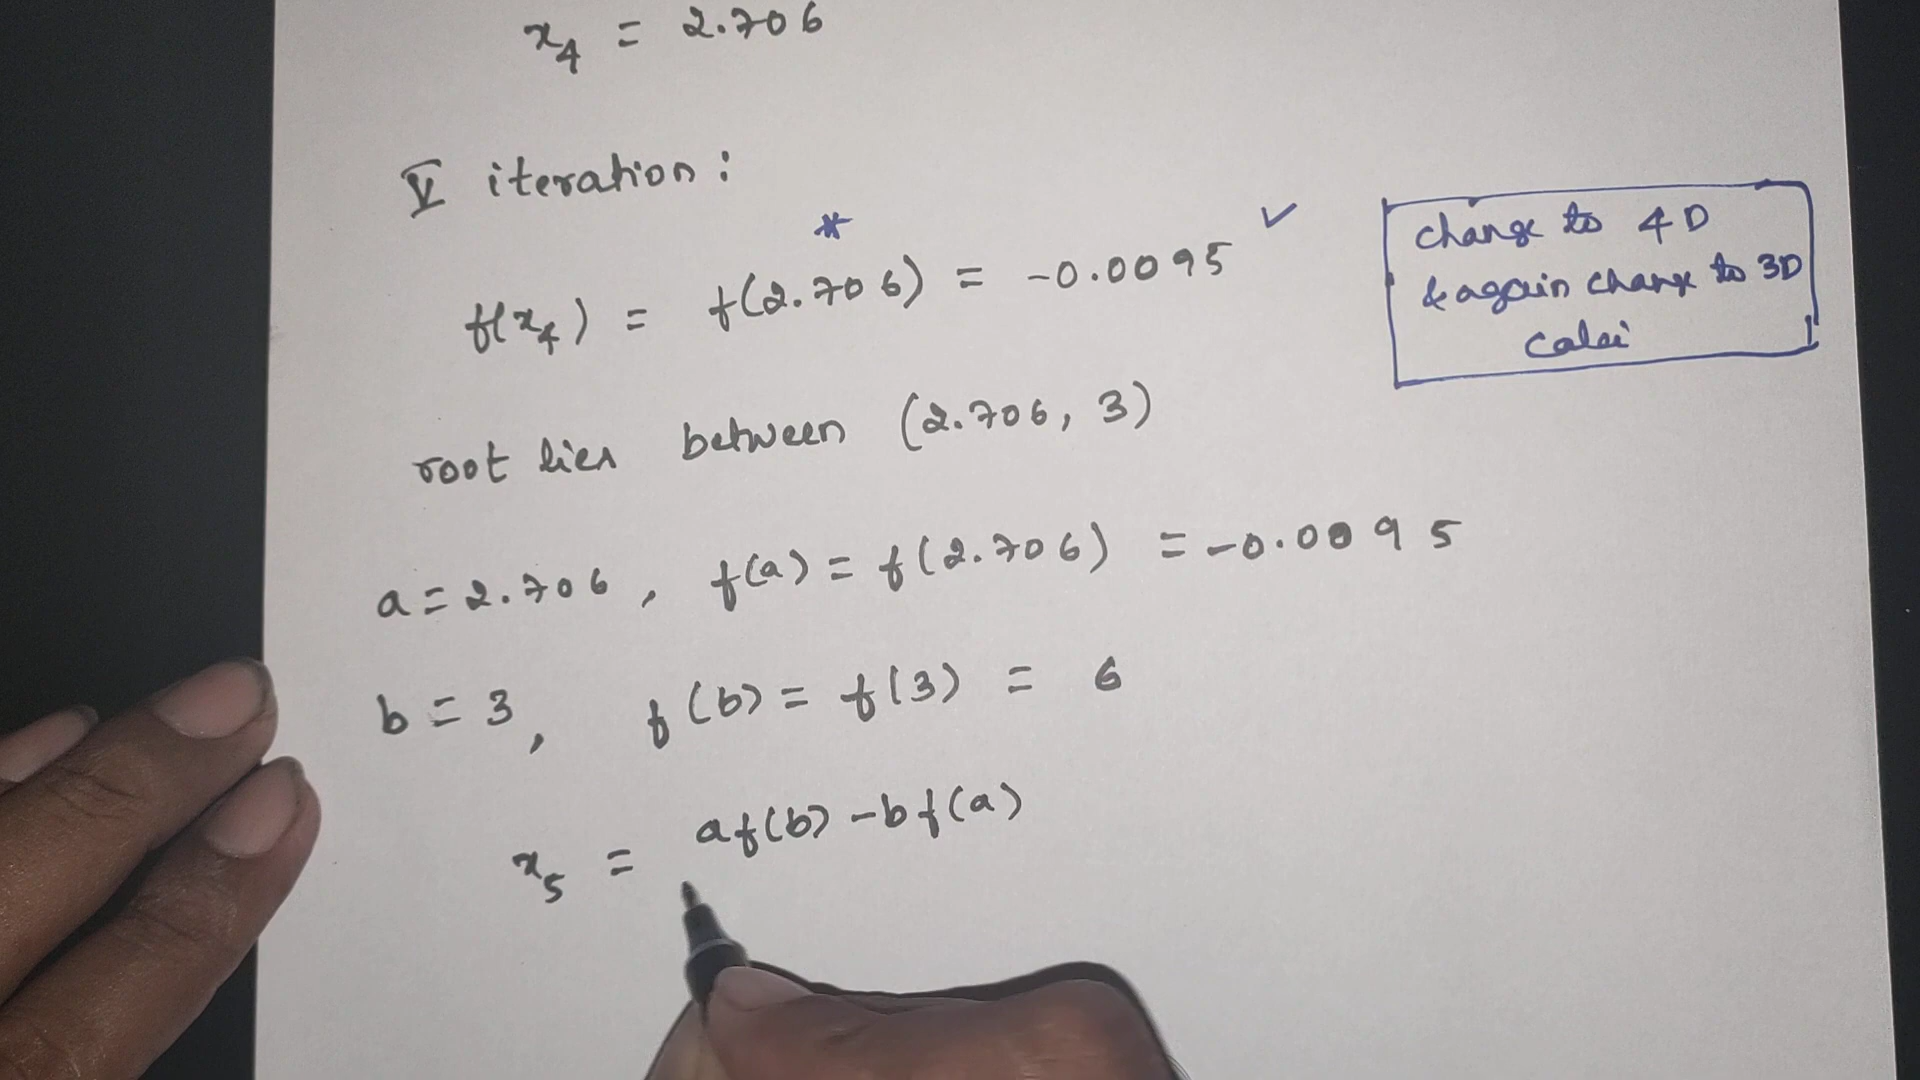 x₄ = 2.706
V iteration :
*
f(x₄) = f(2.706) = -0.0095 ✓
change to 4D
& again change to 3D
calci
root lies between (2.706, 3)
a = 2.706 , f(a) = f(2.706) = -0.0095
b = 3 , f(b) = f(3) = 6
x₅ = af(b) - bf(a)